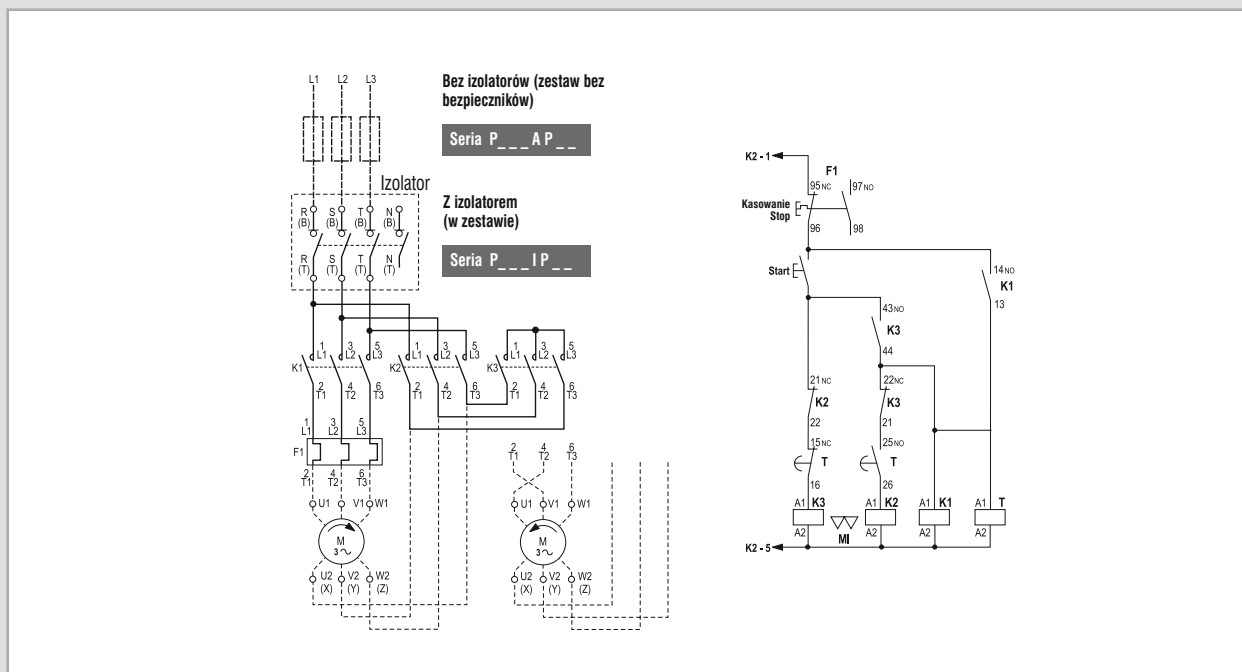 L1 L2 L3
Bez izolatorów (zestaw bez
bezpieczników)
Seria P_ _ _ A P _ _
Izolator
Z izolatorem
(w zestawie)
Seria P_ _ _ I P _ _
R S T N
(B) (B) (B) (B)
R S T N
(T) (T) (T) (T)
1 3 5 1 3 5 1 3 5
L1 L2 L3 L1 L2 L3 L1 L2 L3
K1 K2 K3
2 4 6 2 4 6 2 4 6
T1 T2 T3 T1 T2 T3 T1 T2 T3
1 3 5
L1 L2 L3
F1
2 4 6
T1 T2 T3
U1 V1 W1
M
3
U2 V2 W2
(X) (Y) (Z)
2 4 6
T1 T2 T3
U1 V1 W1
M
3
U2 V2 W2
(X) (Y) (Z)
K2 - 1
F1
95NC 97NO
Kasowanie
Stop
96 98
Start
14NO
K1
13
43NO
K3
44
21NC 22NC
K2 K3
22 21
15NC 25NO
T T
16 26
A1 K3 A1 K2 A1 K1 A1 T
A2 MI A2 A2 A2
K2 - 5